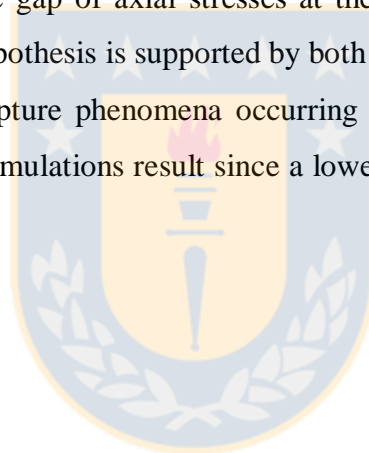 gap of axial stresses at the
pothesis is supported by both
pture phenomena occurring
mulations result since a lowe